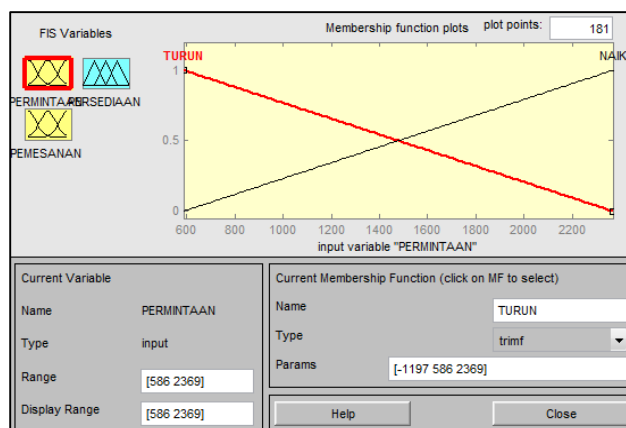 FIS Variables
Membership function plots
plot points:
181
PERMINTAAN
PERSEDIAAN
PEMESANAN
TURUN
NAIK
1
0.5
0
600 800 1000 1200 1400 1600 1800 2000 2200
input variable "PERMINTAAN"
Current Variable
Name PERMINTAAN
Type input
Range [586 2369]
Display Range [586 2369]
Current Membership Function (click on MF to select)
Name TURUN
Type trimf
Params [-1197 586 2369]
Help
Close